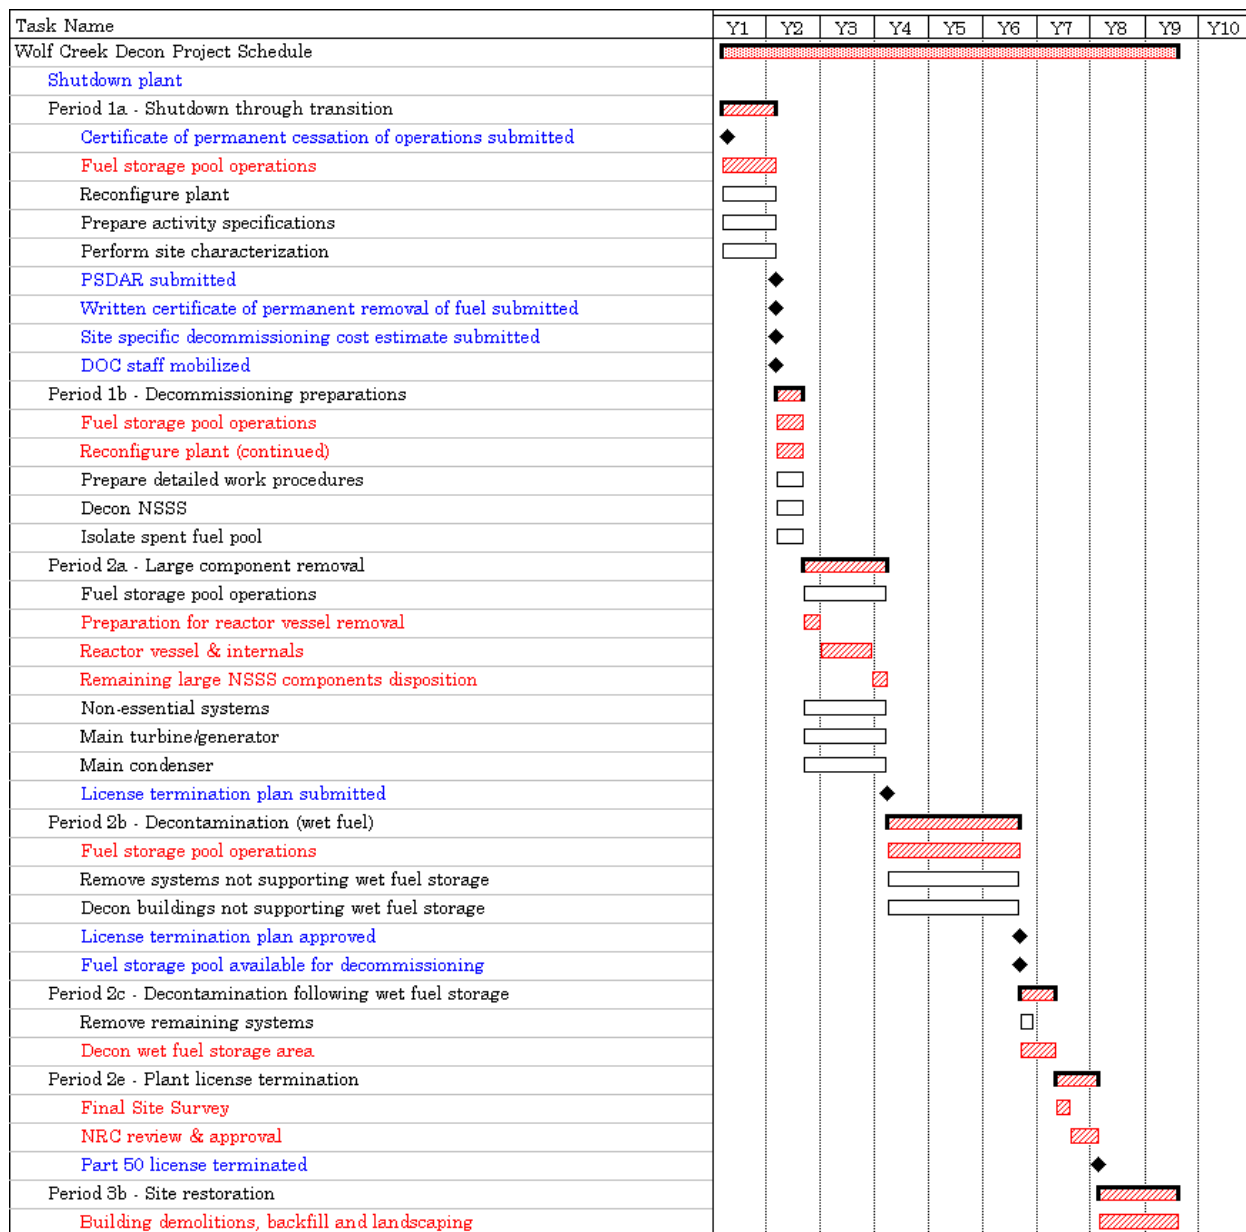 Task Name Y1 Y2 Y3 Y4 Y5 Y6 Y7 Y8 Y9 Y10
Wolf Creek Decon Project Schedule
Shutdown plant
Period 1a - Shutdown through transition
Certificate of permanent cessation of operations submitted
Fuel storage pool operations
Reconfigure plant
Prepare activity specifications
Perform site characterization
PSDAR submitted
Written certificate of permanent removal of fuel submitted
Site specific decommissioning cost estimate submitted
DOC staff mobilized
Period 1b - Decommissioning preparations
Fuel storage pool operations
Reconfigure plant (continued)
Prepare detailed work procedures
Decon NSSS
Isolate spent fuel pool
Period 2a - Large component removal
Fuel storage pool operations
Preparation for reactor vessel removal
Reactor vessel & internals
Remaining large NSSS components disposition
Non-essential systems
Main turbine/generator
Main condenser
License termination plan submitted
Period 2b - Decontamination (wet fuel)
Fuel storage pool operations
Remove systems not supporting wet fuel storage
Decon buildings not supporting wet fuel storage
License termination plan approved
Fuel storage pool available for decommissioning
Period 2c - Decontamination following wet fuel storage
Remove remaining systems
Decon wet fuel storage area
Period 2e - Plant license termination
Final Site Survey
NRC review & approval
Part 50 license terminated
Period 3b - Site restoration
Building demolitions, backfill and landscaping